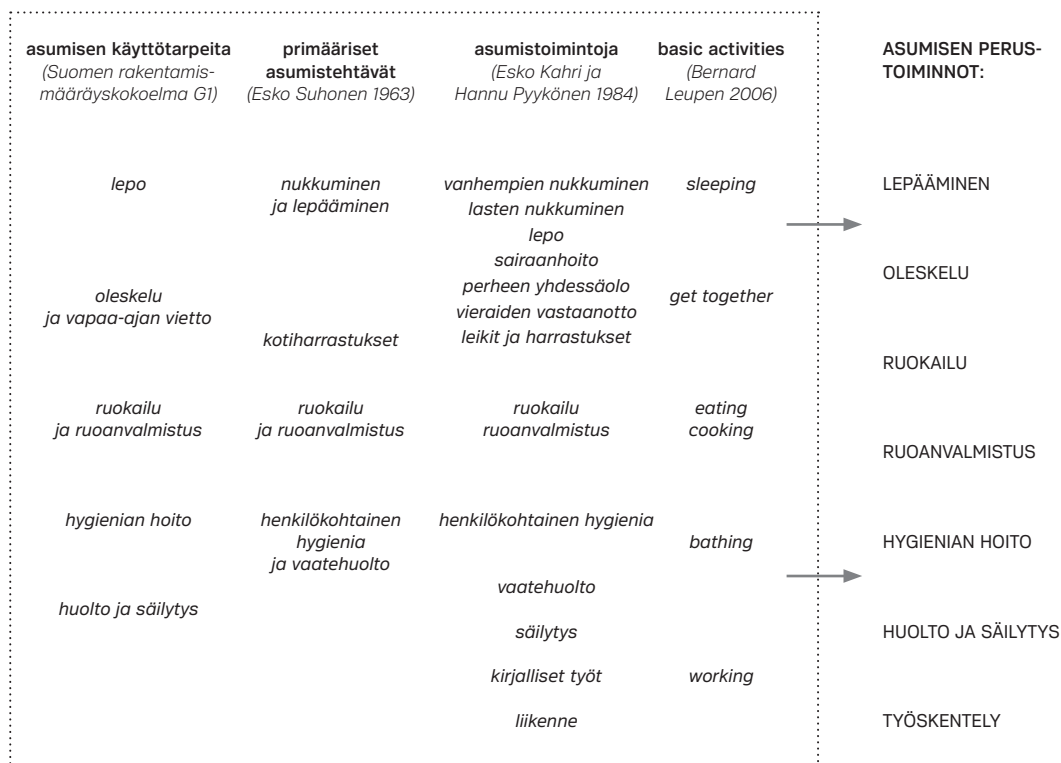 asumisen käyttötarpeita
(Suomen rakentamis-
määräyskokoelma G1)
lepo
oleskelu
ja vapaa-ajan vietto
ruokailu
ja ruoanvalmistus
hygienian hoito
huolto ja säilytys
primääriset
asumistehtävät
(Esko Suhonen 1963)
nukkuminen
ja lepääminen
kotiharrastukset
ruokailu
ja ruoanvalmistus
henkilökohtainen
hygienia
ja vaatehuolto
asumistoimintoja
(Esko Kahri ja
Hannu Pyykönen 1984)
vanhempien nukkuminen
lasten nukkuminen
lepo
sairaanhoito
perheen yhdessäolo
vieraiden vastaanotto
leikit ja harrastukset
ruokailu
ruoanvalmistus
henkilökohtainen hygienia
vaatehuolto
säilytys
kirjalliset työt
liikenne
basic activities
(Bernard
Leupen 2006)
sleeping
get together
eating
cooking
bathing
working
ASUMISEN PERUS-
TOIMINNOT:
LEPÄÄMINEN
OLESKELU
RUOKAILU
RUOANVALMISTUS
HYGIENIAN HOITO
HUOLTO JA SÄILYTYS
TYÖSKENTELY